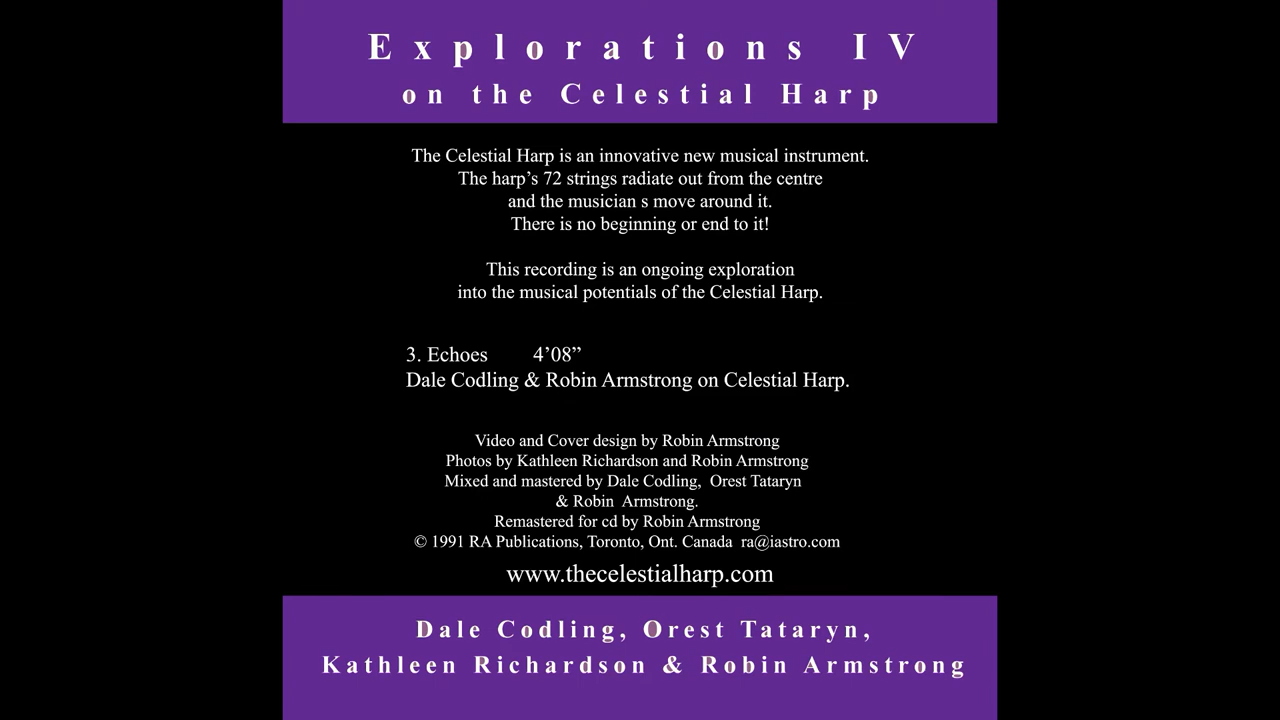 Explorations IV
on the Celestial Harp
The Celestial Harp is an innovative new musical instrument.
The harp’s 72 strings radiate out from the centre
and the musician s move around it.
There is no beginning or end to it!
This recording is an ongoing exploration
into the musical potentials of the Celestial Harp.
3. Echoes 4’08”
Dale Codling & Robin Armstrong on Celestial Harp.
Video and Cover design by Robin Armstrong
Photos by Kathleen Richardson and Robin Armstrong
Mixed and mastered by Dale Codling, Orest Tataryn
& Robin Armstrong.
Remastered for cd by Robin Armstrong
© 1991 RA Publications, Toronto, Ont. Canada ra@iastro.com
www.thecelestialharp.com
Dale Codling, Orest Tataryn,
Kathleen Richardson & Robin Armstrong